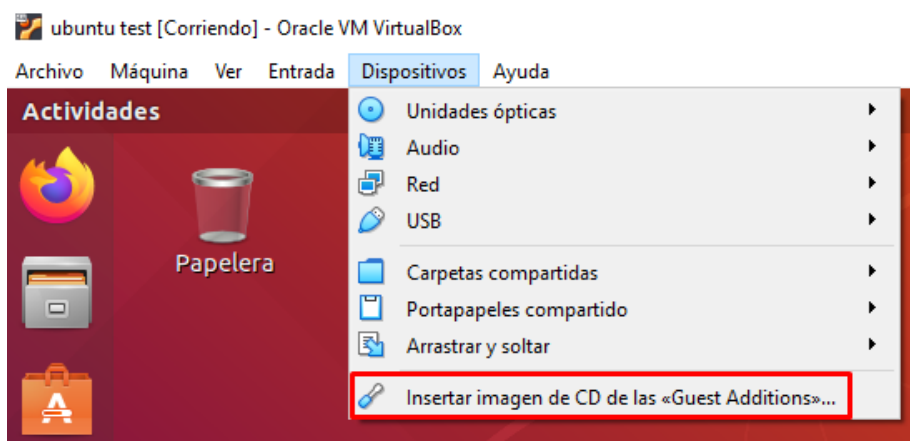 ubuntu test [Corriendo] - Oracle VM VirtualBox
Archivo Máquina Ver Entrada Dispositivos Ayuda
Actividades
Papelera
Unidades ópticas
Audio
Red
USB
Carpetas compartidas
Portapapeles compartido
Arrastrar y soltar
Insertar imagen de CD de las «Guest Additions»...